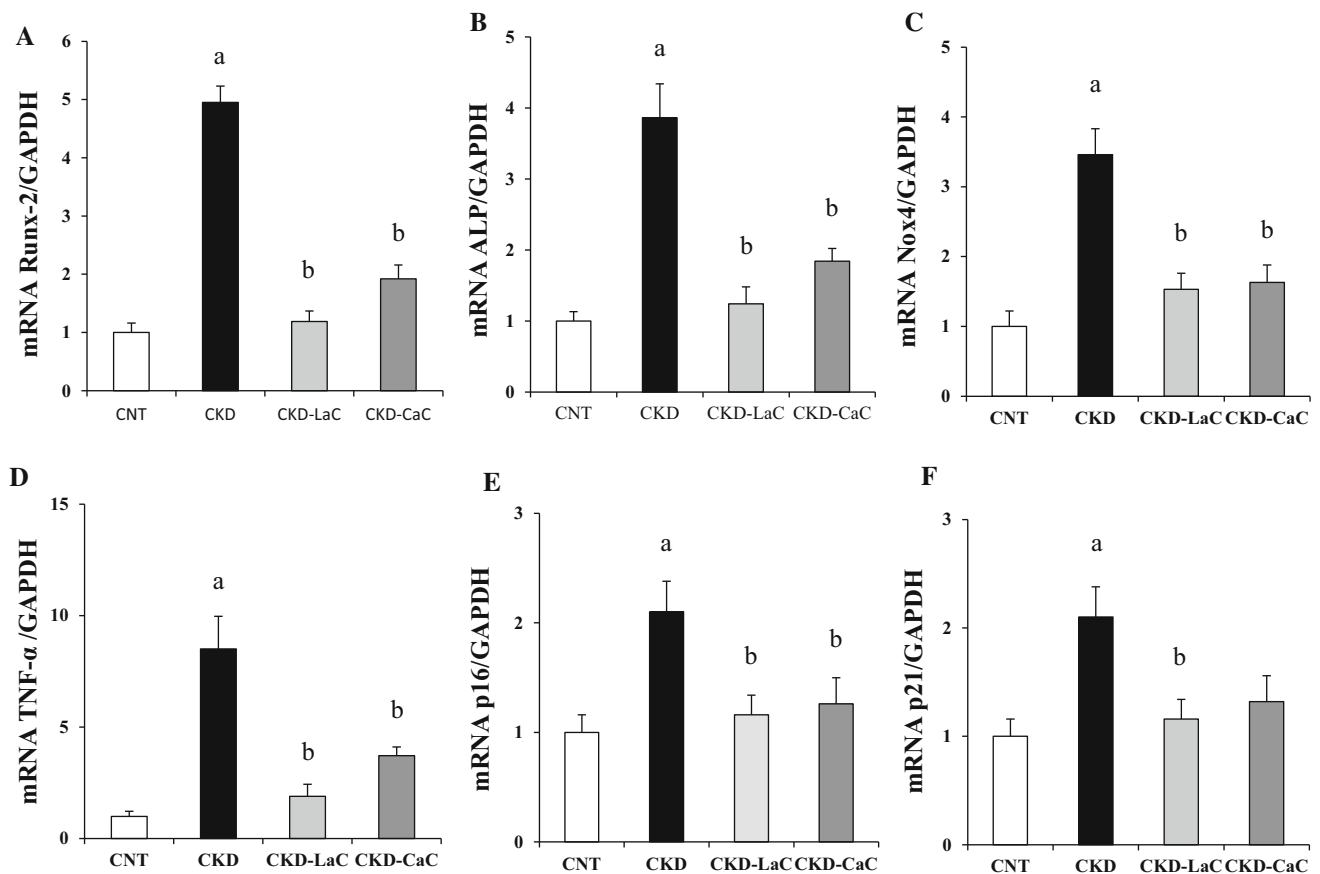 A
mRNA Runx-2/GAPDH
6
5
4
3
2
1
0
a
b
b
CNT CKD CKD-LaC CKD-CaC
B
mRNA ALP/GAPDH
5
4
3
2
1
0
a
b
b
CNT CKD CKD-LaC CKD-CaC
C
mRNA Nox4/GAPDH
5
4
3
2
1
0
a
b
b
CNT CKD CKD-LaC CKD-CaC
D
mRNA TNF-α /GAPDH
15
10
5
0
a
b
b
CNT CKD CKD-LaC CKD-CaC
E
mRNA p16/GAPDH
3
2
1
0
a
b
b
CNT CKD CKD-LaC CKD-CaC
F
mRNA p21/GAPDH
3
2
1
0
a
b
CNT CKD CKD-LaC CKD-CaC